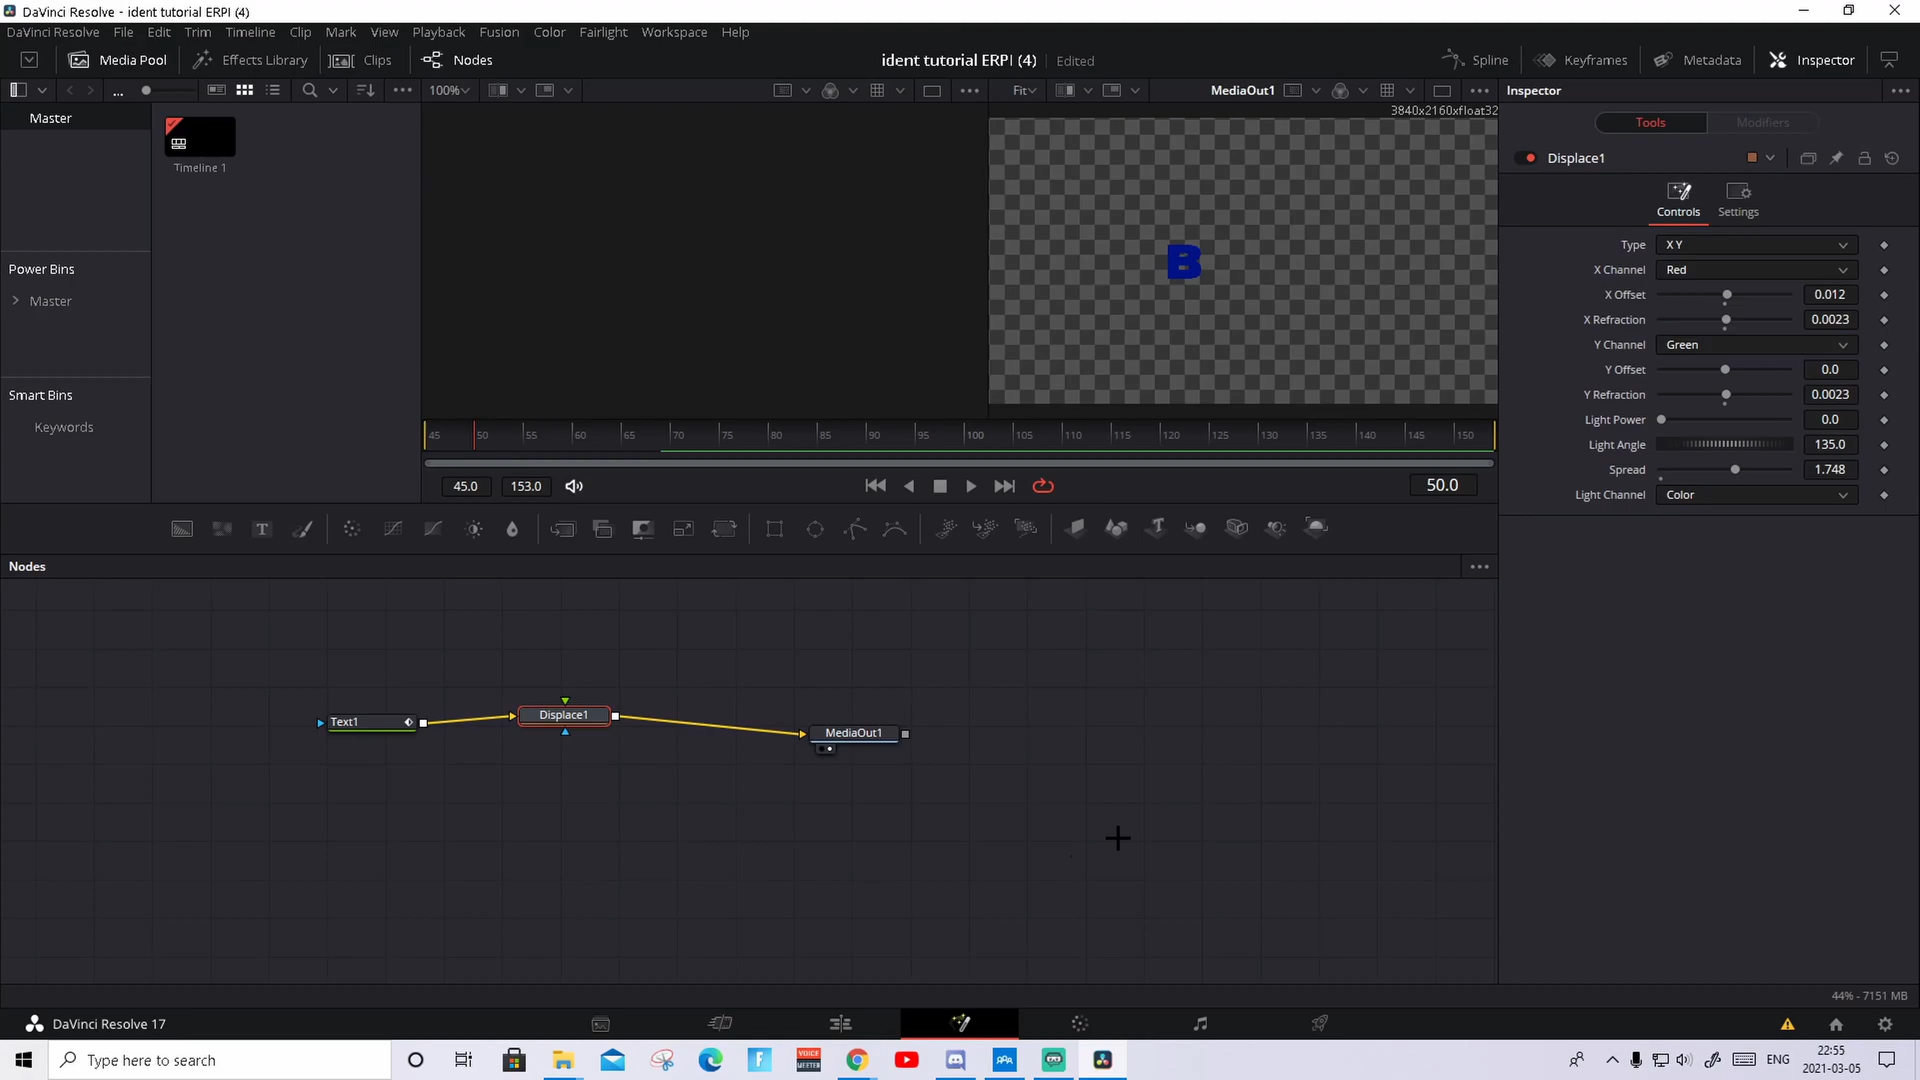 DaVinci Resolve - ident tutorial ERPI (4)
DaVinci Resolve File Edit Trim Timeline Clip Mark View Playback Fusion Color Fairlight Workspace Help
Media Pool Effects Library Clips Nodes ident tutorial ERPI (4) Edited Spline Keyframes Metadata Inspector
... 100% Fit MediaOut1 Inspector
3840x2160xfloat32
Master
Timeline 1
Power Bins
Master
Smart Bins
Keywords
B
Tools Modifiers
Displace1
Controls Settings
Type X Y
X Channel Red
X Offset 0.012
X Refraction 0.0023
Y Channel Green
Y Offset 0.0
Y Refraction 0.0023
Light Power 0.0
Light Angle 135.0
Spread 1.748
Light Channel Color
45 50 55 60 65 70 75 80 85 90 95 100 105 110 115 120 125 130 135 140 145 150
45.0 153.0 50.0
T
Nodes
Text1 Displace1 MediaOut1
44% - 7151 MB
DaVinci Resolve 17
Type here to search
VOICE
MEETER
ENG
22:55
2021-03-05